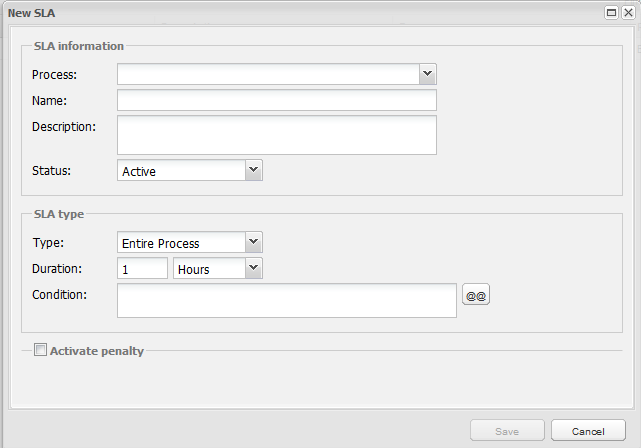 New SLA
SLA information
Process:
Name:
Description:
Status: Active
SLA type
Type: Entire Process
Duration: 1 Hours
Condition: @@
Activate penalty
Save Cancel